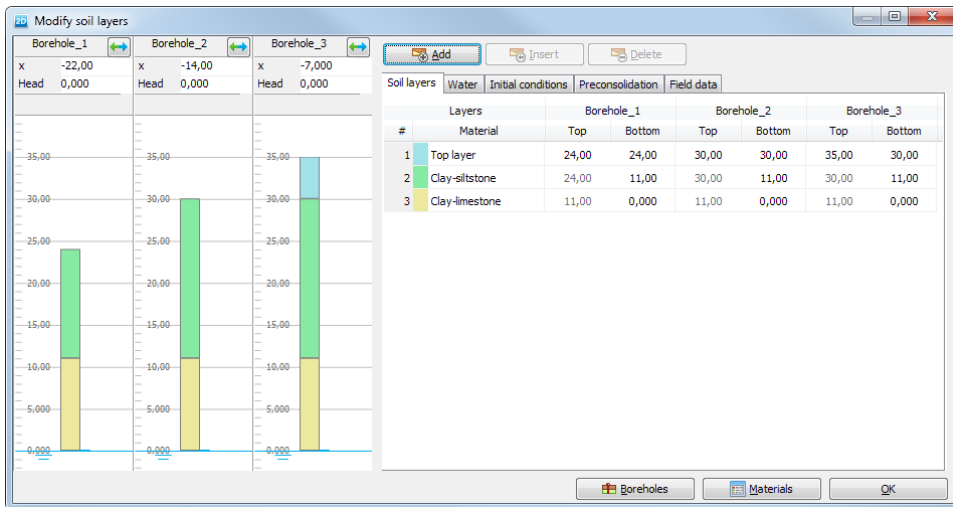 2D Modify soil layers
Borehole_1 Borehole_2 Borehole_3
x -22,00 x -14,00 x -7,000
Head 0,000 Head 0,000 Head 0,000
Add Insert Delete
Soil layers Water Initial conditions Preconsolidation Field data
Layers Borehole_1 Borehole_2 Borehole_3
# Material Top Bottom Top Bottom Top Bottom
1 Top layer 24,00 24,00 30,00 30,00 35,00 30,00
2 Clay-siltstone 24,00 11,00 30,00 11,00 30,00 11,00
3 Clay-limestone 11,00 0,000 11,00 0,000 11,00 0,000
35,00 35,00 35,00
30,00 30,00 30,00
25,00 25,00 25,00
20,00 20,00 20,00
15,00 15,00 15,00
10,00 10,00 10,00
5,000 5,000 5,000
0,000 0,000 0,000
Boreholes Materials OK